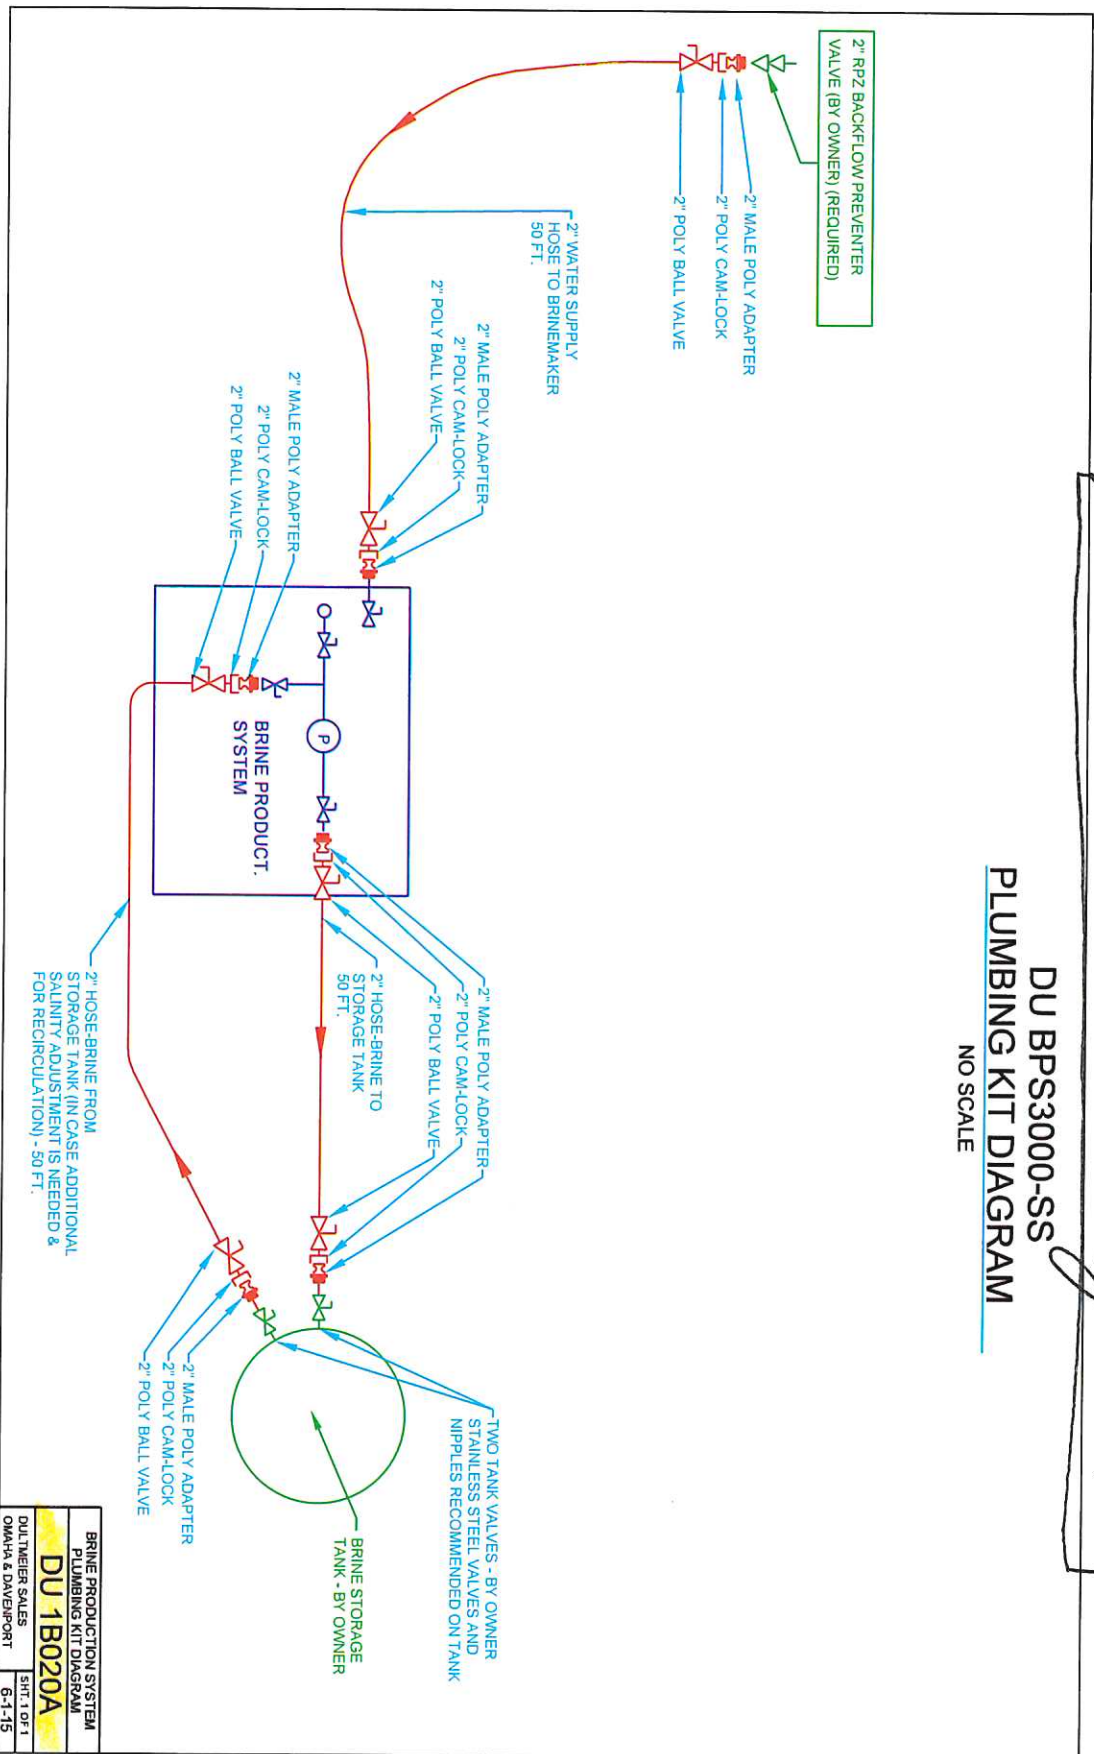 DU BPS3000-SS
PLUMBING KIT DIAGRAM
NO SCALE
2" RPZ BACKFLOW PREVENTER
VALVE (BY OWNER) (REQUIRED)
2" MALE POLY ADAPTER
2" POLY CAM-LOCK
2" POLY BALL VALVE
2" WATER SUPPLY
HOSE TO BRINEMAKER
50 FT.
2" MALE POLY ADAPTER
2" POLY CAM-LOCK
2" POLY BALL VALVE
2" MALE POLY ADAPTER
2" POLY CAM-LOCK
2" POLY BALL VALVE
P
BRINE PRODUCT.
SYSTEM
2" MALE POLY ADAPTER
2" POLY CAM-LOCK
2" POLY BALL VALVE
2" HOSE-BRINE TO
STORAGE TANK
50 FT.
2" HOSE-BRINE FROM
STORAGE TANK (IN CASE ADDITIONAL
SALINITY ADJUSTMENT IS NEEDED &
FOR RECIRCULATION) - 50 FT.
TWO TANK VALVES - BY OWNER
STAINLESS STEEL VALVES AND
NIPPLES RECOMMENDED ON TANK
BRINE STORAGE
TANK - BY OWNER
2" MALE POLY ADAPTER
2" POLY CAM-LOCK
2" POLY BALL VALVE
BRINE PRODUCTION SYSTEM
PLUMBING KIT DIAGRAM
DU 1B020A
DULTMEIER SALES
OMAHA & DAVENPORT
SHT. 1 OF 1
6-1-15